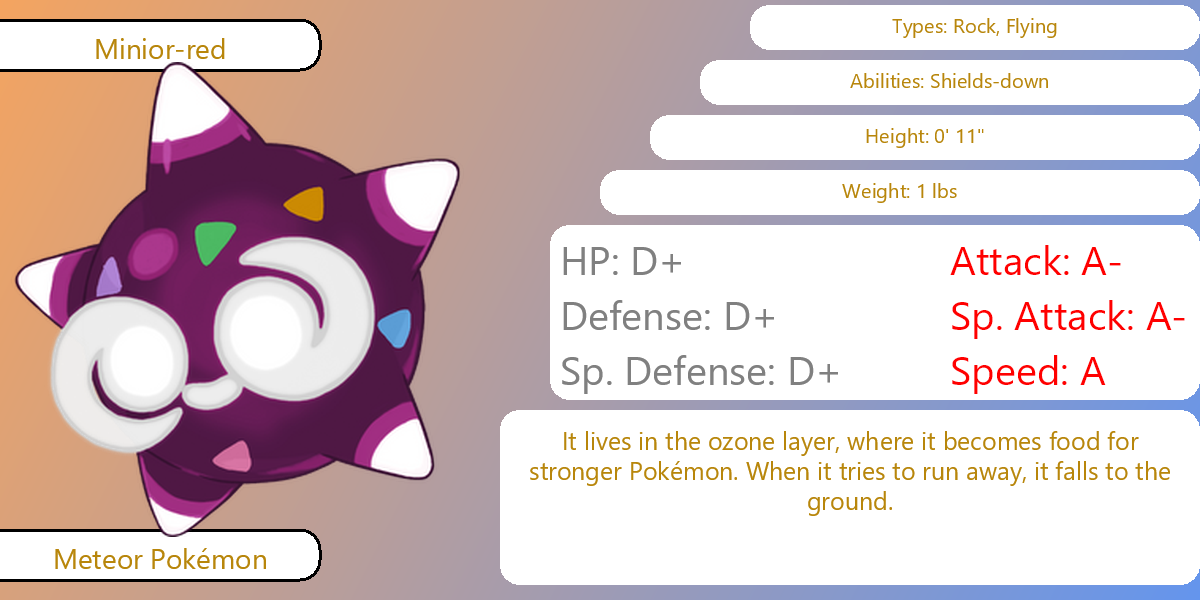 Minior-red
Meteor Pokémon
Types: Rock, Flying
Abilities: Shields-down
Height: 0' 11"
Weight: 1 lbs
HP: D+
Attack: A-
Defense: D+
Sp. Attack: A-
Sp. Defense: D+
Speed: A
It lives in the ozone layer, where it becomes food for
stronger Pokémon. When it tries to run away, it falls to the
ground.